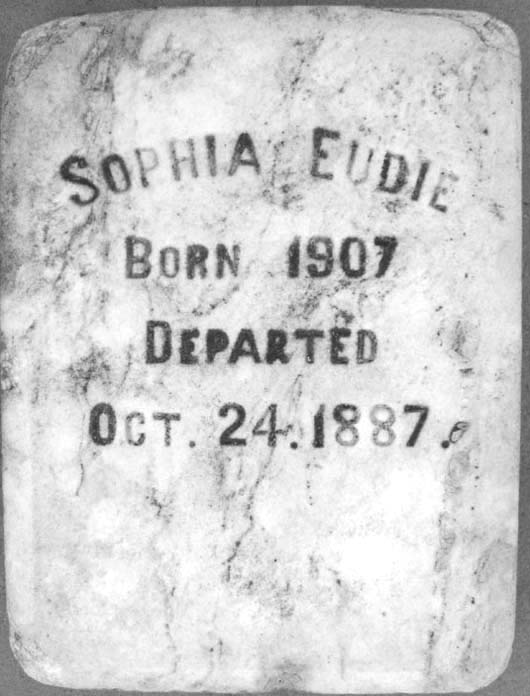 SOPHIA EUDIE
BORN 1907
DEPARTED
OCT. 24. 1887.